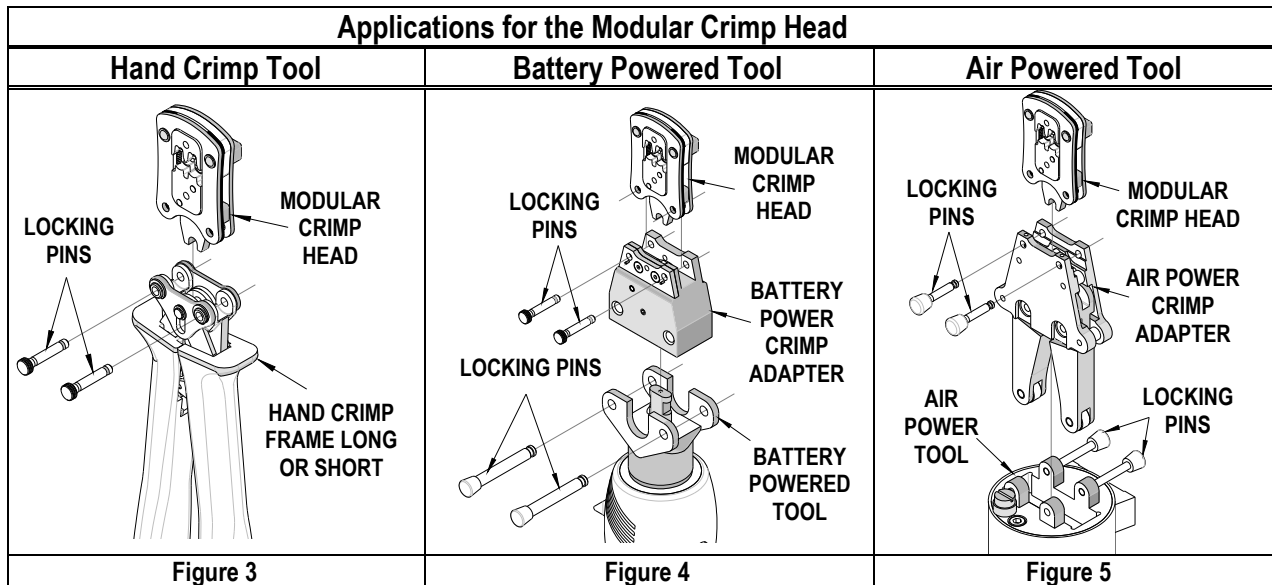 Applications for the Modular Crimp Head
Hand Crimp Tool
Battery Powered Tool
Air Powered Tool
LOCKING
PINS
MODULAR
CRIMP
HEAD
HAND CRIMP
FRAME LONG
OR SHORT
LOCKING
PINS
MODULAR
CRIMP
HEAD
BATTERY
POWER
CRIMP
ADAPTER
LOCKING PINS
BATTERY
POWERED
TOOL
LOCKING
PINS
MODULAR
CRIMP HEAD
AIR POWER
CRIMP
ADAPTER
AIR
POWER
TOOL
LOCKING
PINS
Figure 3
Figure 4
Figure 5